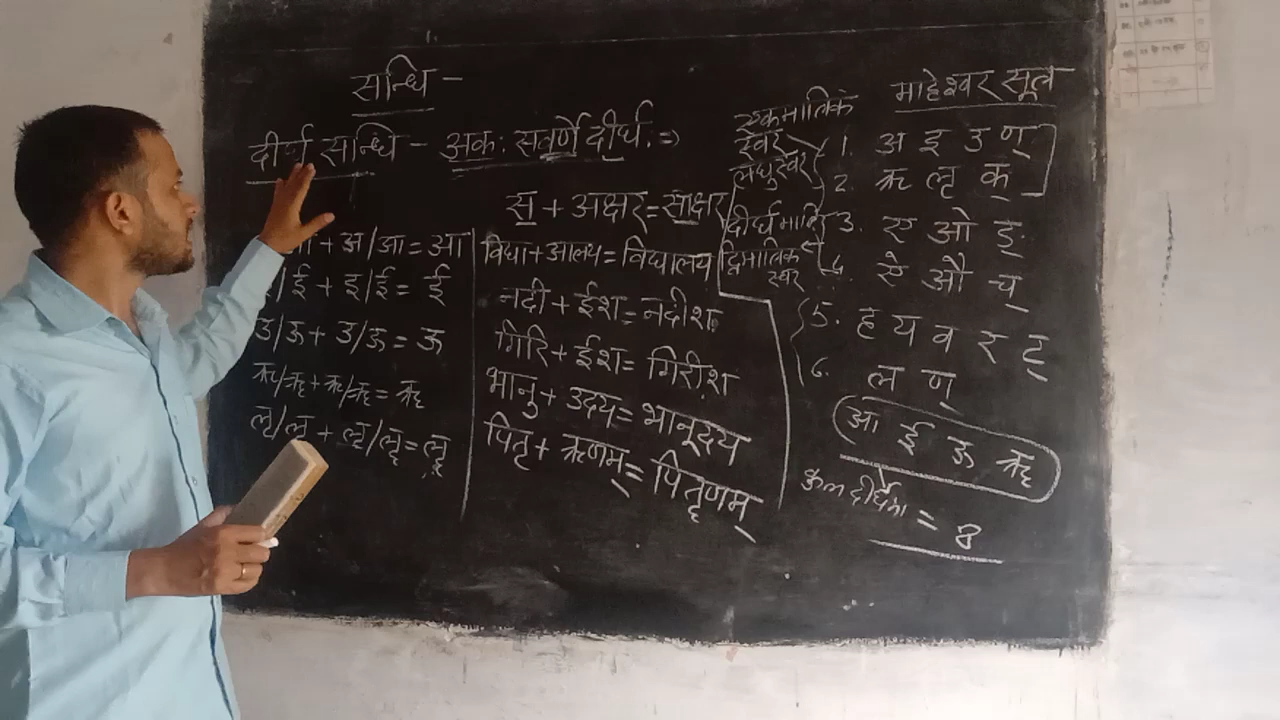 सन्धि -
दीर्घ सन्धि - अकः सवर्णे दीर्घः =>
आ + अ/आ = आ
/ई + इ/ई = ई
उ/ऊ + उ/ऊ = ऊ
ऋ/ॠ + ऋ/ॠ = ॠ
ऌ/ॡ + ऌ/ॡ = ॡ
स + अक्षर = साक्षर
विद्या + आलय = विद्यालय
नदी + ईश = नदीश
गिरि + ईश = गिरीश
भानु + उदय = भानूदय
पितृ + ऋणम् = पितॄणम्
माहेश्वर सूत्र
एकमात्रिक
स्वर
लघुस्वर
1. अ इ उ ण्
2. ऋ ऌ क्
दीर्घ
द्विमात्रिक
स्वर
3. ए ओ ङ्
4. ऐ औ च्
5. ह य व र ट्
6. ल ण्
आ ई ऊ ॠ
कुल = 8